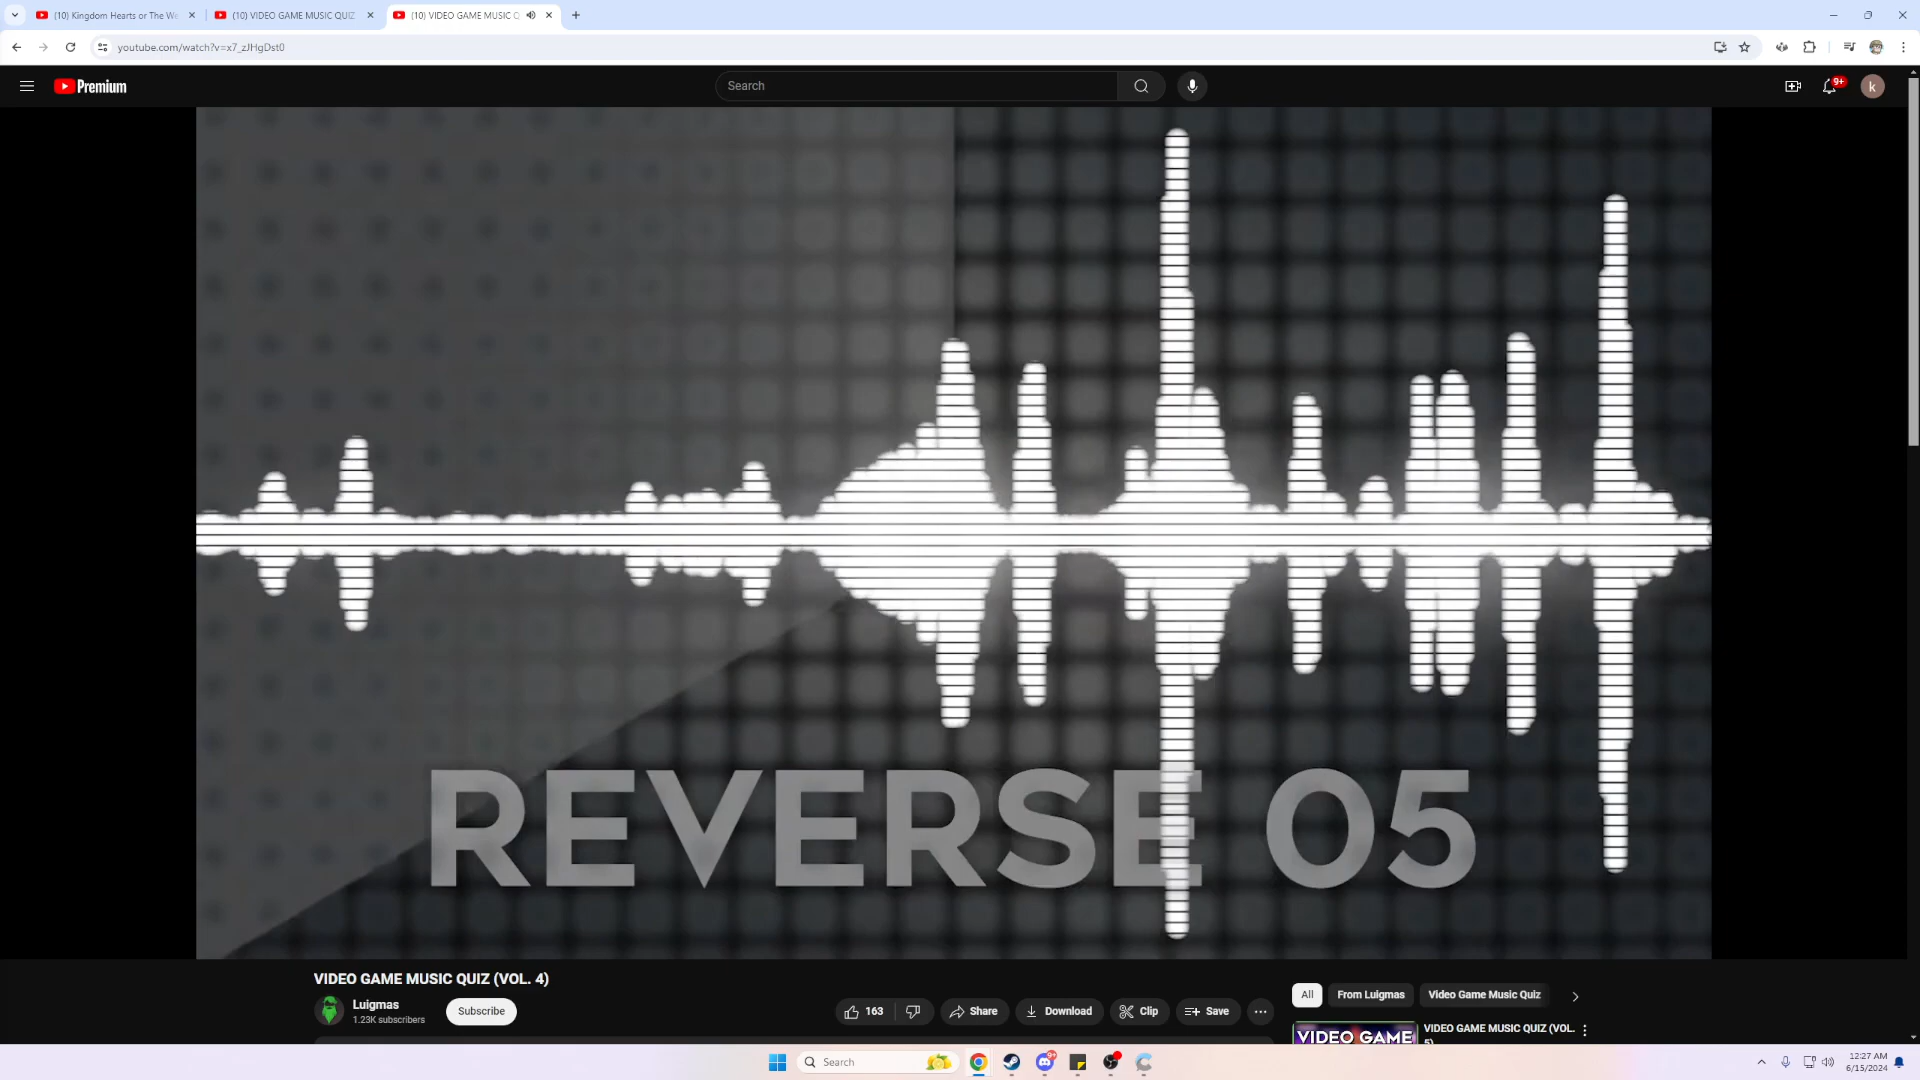 (10) Kingdom Hearts or The We
(10) VIDEO GAME MUSIC QUIZ
(10) VIDEO GAME MUSIC Q
youtube.com/watch?v=x7_zJHgDst0
Premium
Search
9+
k
REVERSE 05
VIDEO GAME MUSIC QUIZ (VOL. 4)
Luigmas
1.23K subscribers
Subscribe
163
Share
Download
Clip
Save
All
From Luigmas
Video Game Music Quiz
VIDEO GAME
VIDEO GAME MUSIC QUIZ (VOL.
5)
Search
12:27 AM
6/15/2024